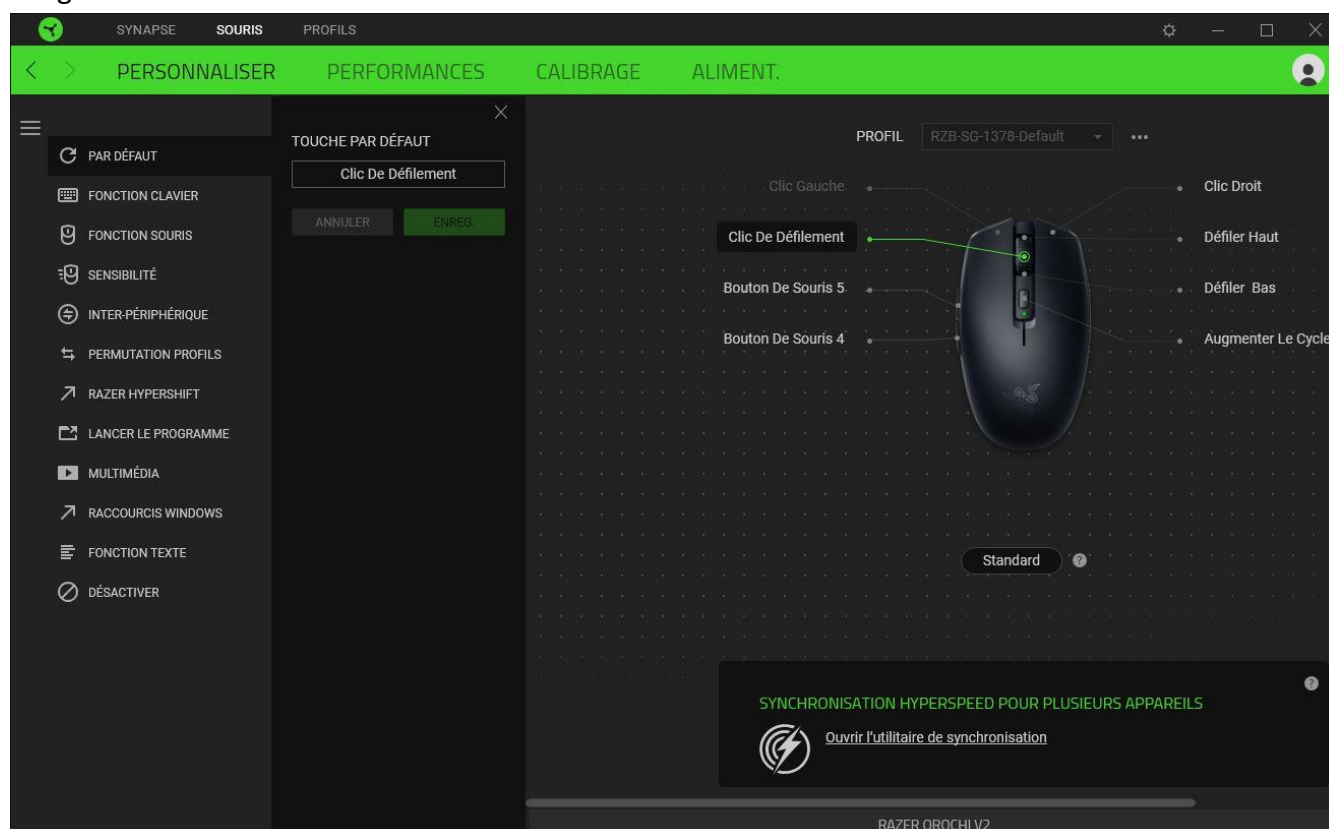 SYNAPSE SOURIS PROFILS
PERSONNALISER PERFORMANCES CALIBRAGE ALIMENT.
PAR DÉFAUT
FONCTION CLAVIER
FONCTION SOURIS
SENSIBILITÉ
INTER-PÉRIPHÉRIQUE
PERMUTATION PROFILS
RAZER HYPERSHIFT
LANCER LE PROGRAMME
MULTIMÉDIA
RACCOURCIS WINDOWS
FONCTION TEXTE
DÉSACTIVER
TOUCHE PAR DÉFAUT
Clic De Défilement
ANNULER ENREG.
PROFIL RZB-SG-1378-Default
Clic Gauche Clic Droit
Clic De Défilement Défiler Haut
Bouton De Souris 5 Défiler Bas
Bouton De Souris 4 Augmenter Le Cycle
Standard ?
?
SYNCHRONISATION HYPERSPEED POUR PLUSIEURS APPAREILS
Ouvrir l'utilitaire de synchronisation
RAZER OROCHI V2